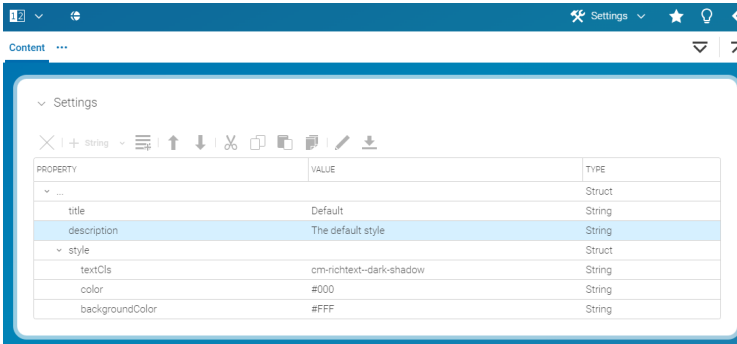 12
Settings
Content ...
Settings
+ String
PROPERTY VALUE TYPE
... Struct
title Default String
description The default style String
style Struct
textCls cm-richtext--dark-shadow String
color #000 String
backgroundColor #FFF String